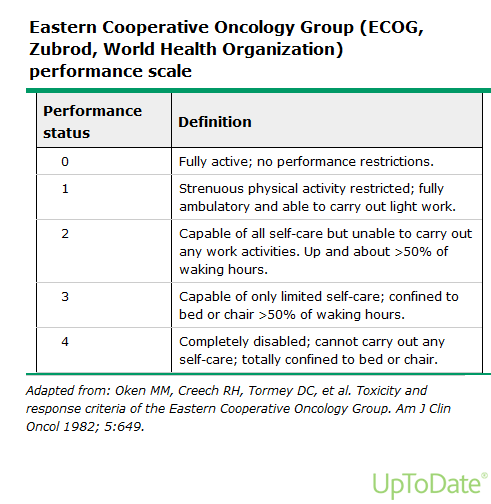 Eastern Cooperative Oncology Group (ECOG,
Zubrod, World Health Organization)
performance scale
Performance
status
Definition
0
Fully active; no performance restrictions.
1
Strenuous physical activity restricted; fully
ambulatory and able to carry out light work.
2
Capable of all self-care but unable to carry out
any work activities. Up and about >50% of
waking hours.
3
Capable of only limited self-care; confined to
bed or chair >50% of waking hours.
4
Completely disabled; cannot carry out any
self-care; totally confined to bed or chair.
Adapted from: Oken MM, Creech RH, Tormey DC, et al. Toxicity and
response criteria of the Eastern Cooperative Oncology Group. Am J Clin
Oncol 1982; 5:649.
UpToDate®